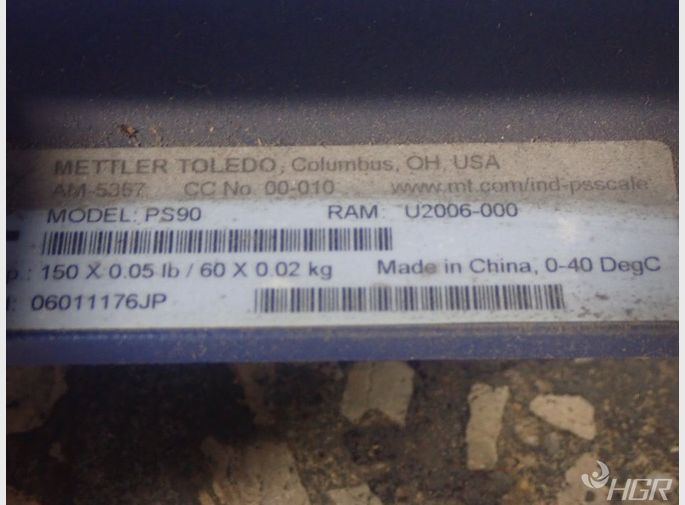 METTLER TOLEDO, Columbus, OH, USA
AM-5367 CC No. 00-010 www.mt.com/ind-psscale
MODEL: PS90 RAM: U2006-000
p.: 150 X 0.05 lb / 60 X 0.02 kg Made in China, 0-40 DegC
: 06011176JP
HGR